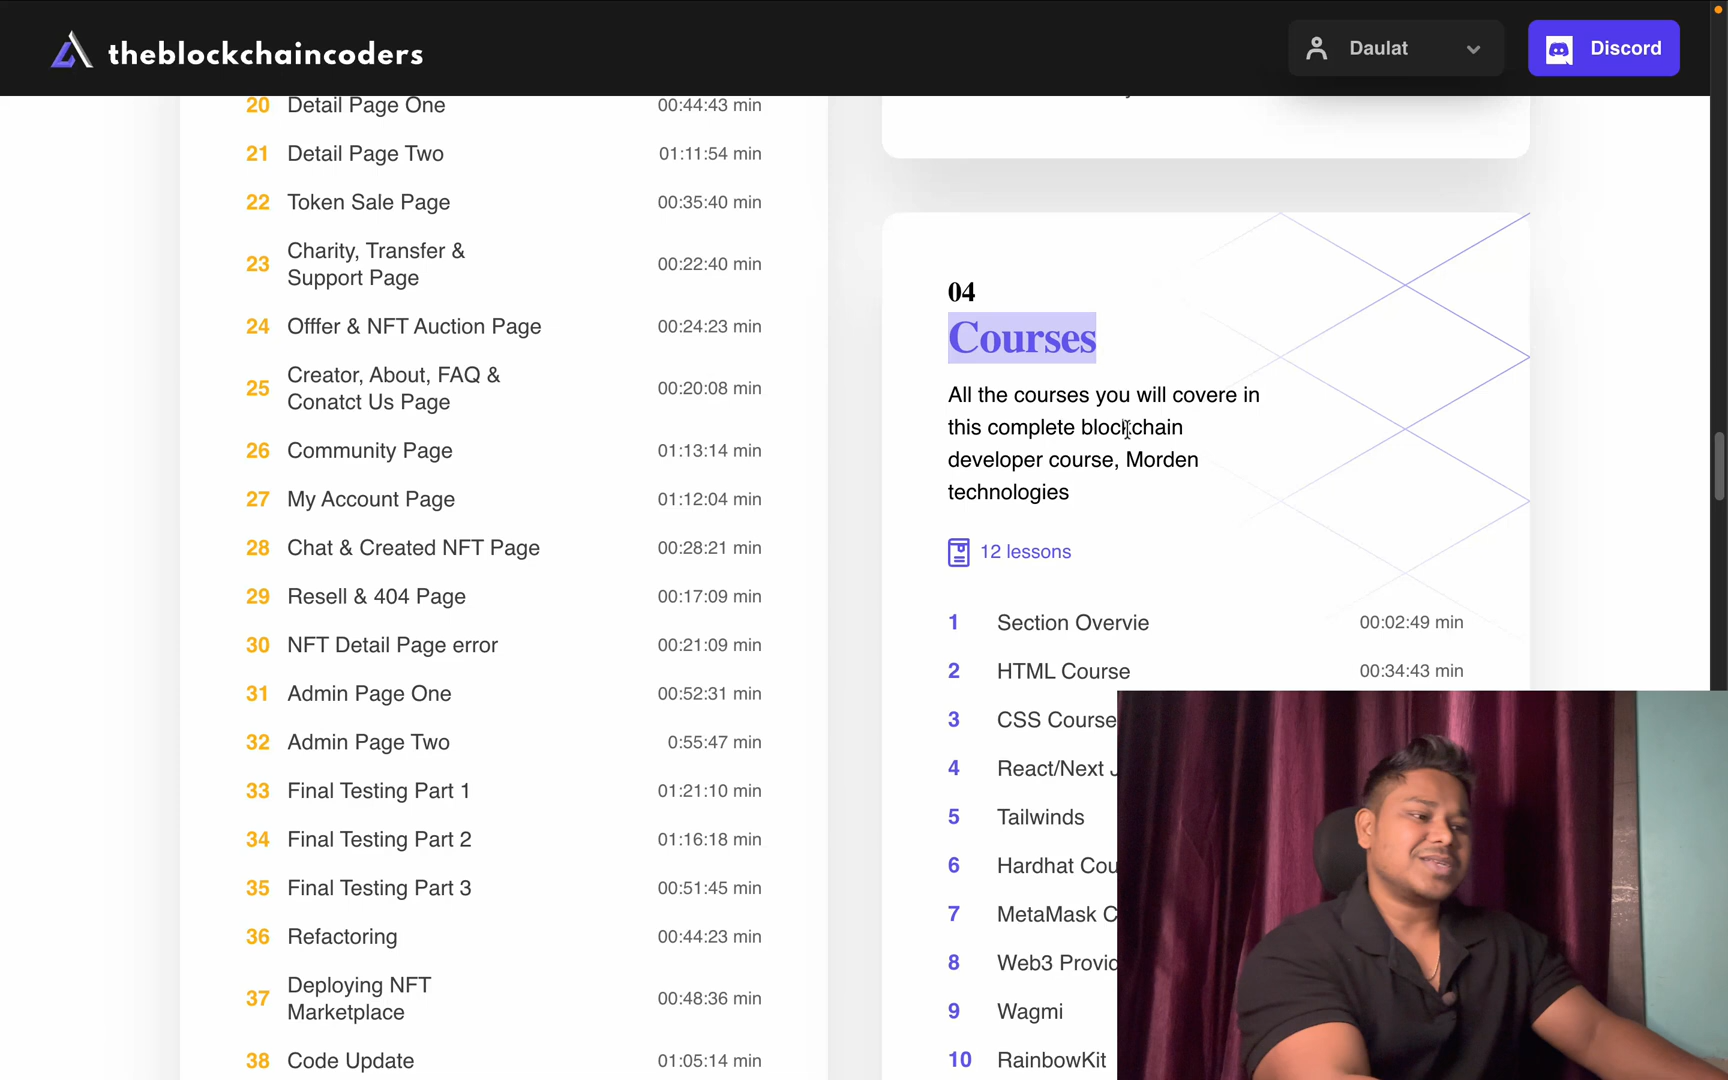 theblockchaincoders
Daulat
Discord
20 Detail Page One 00:44:43 min
21 Detail Page Two 01:11:54 min
22 Token Sale Page 00:35:40 min
23 Charity, Transfer &
Support Page 00:22:40 min
24 Offfer & NFT Auction Page 00:24:23 min
25 Creator, About, FAQ &
Conatct Us Page 00:20:08 min
26 Community Page 01:13:14 min
27 My Account Page 01:12:04 min
28 Chat & Created NFT Page 00:28:21 min
29 Resell & 404 Page 00:17:09 min
30 NFT Detail Page error 00:21:09 min
31 Admin Page One 00:52:31 min
32 Admin Page Two 0:55:47 min
33 Final Testing Part 1 01:21:10 min
34 Final Testing Part 2 01:16:18 min
35 Final Testing Part 3 00:51:45 min
36 Refactoring 00:44:23 min
37 Deploying NFT
Marketplace 00:48:36 min
38 Code Update 01:05:14 min
04
Courses
All the courses you will covere in
this complete blockchain
developer course, Morden
technologies
12 lessons
1 Section Overvie 00:02:49 min
2 HTML Course 00:34:43 min
3 CSS Course
4 React/Next
5 Tailwinds
6 Hardhat
7 MetaMask
8 Web3
9 Wagmi
10 RainbowKit